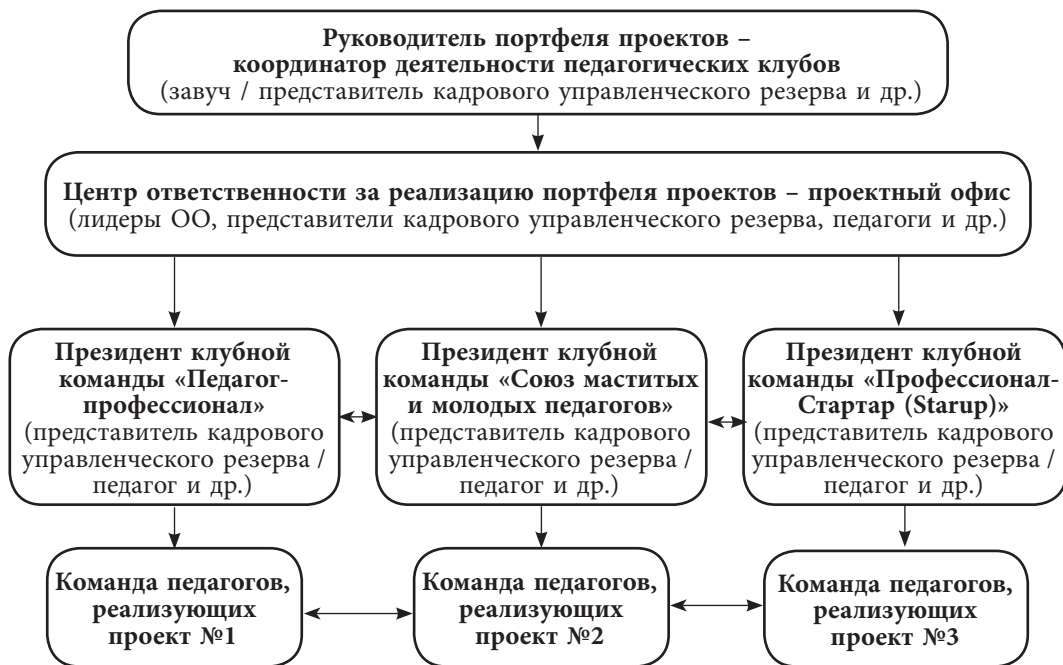 Руководитель портфеля проектов –
координатор деятельности педагогических клубов
(завуч / представитель кадрового управленческого резерва и др.)
Центр ответственности за реализацию портфеля проектов – проектный офис
(лидеры ОО, представители кадрового управленческого резерва, педагоги и др.)
Президент клубной
команды «Педагог-
профессионал»
(представитель кадрового
управленческого резерва /
педагог и др.)
Президент клубной
команды «Союз маститых
и молодых педагогов»
(представитель кадрового
управленческого резерва /
педагог и др.)
Президент клубной
команды «Профессионал-
Стартар (Starup)»
(представитель кадрового
управленческого резерва /
педагог и др.)
Команда педагогов,
реализующих
проект №1
Команда педагогов,
реализующих
проект №2
Команда педагогов,
реализующих
проект №3